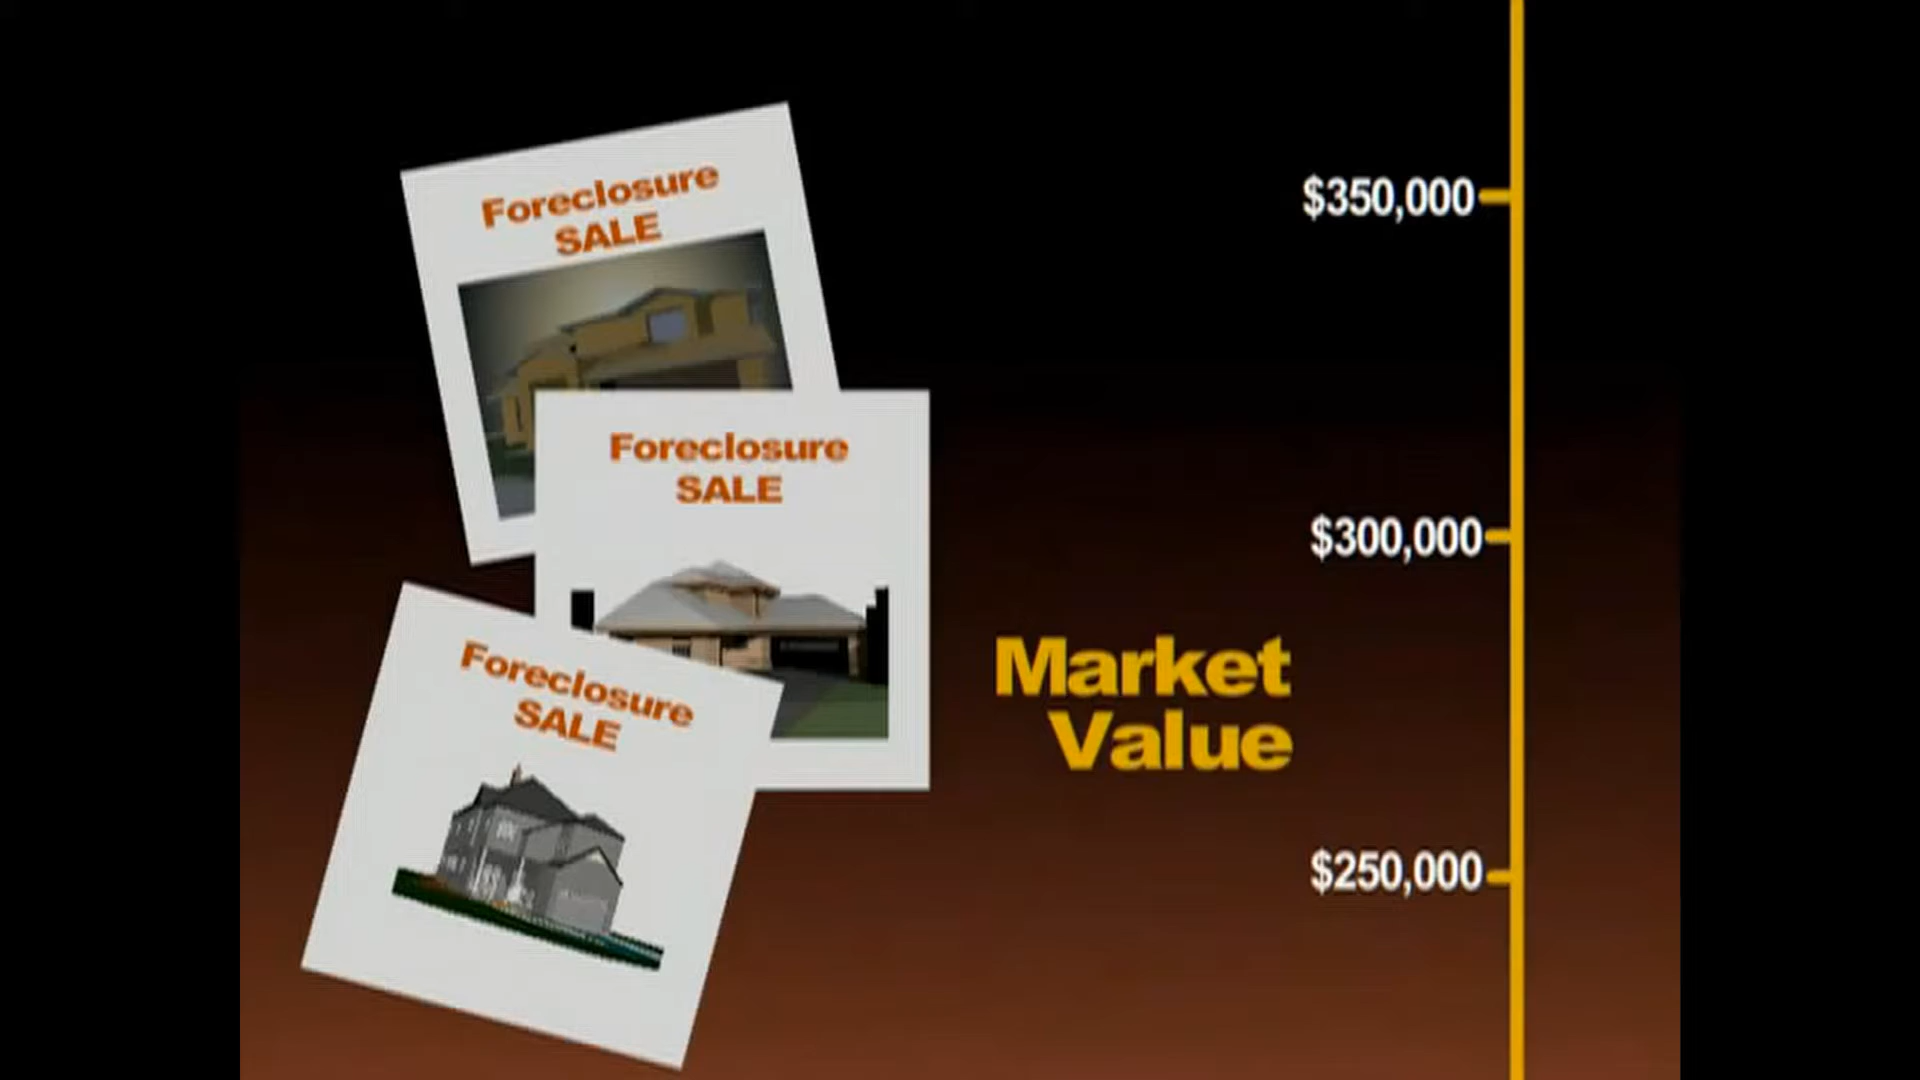 Foreclosure
SALE
Foreclosure
SALE
Foreclosure
SALE
Market
Value
$350,000
$300,000
$250,000